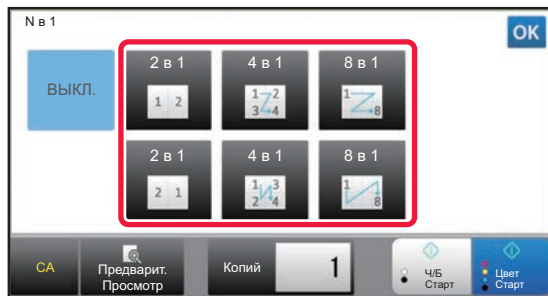 N в 1
OK
ВЫКЛ.
2 в 1
4 в 1
8 в 1
1 2
1 2
3 4
1
8
2 в 1
4 в 1
8 в 1
2 1
1 3
2 4
1
8
CA
Предварит.
Просмотр
Копий
1
Ч/Б
Старт
Цвет
Старт